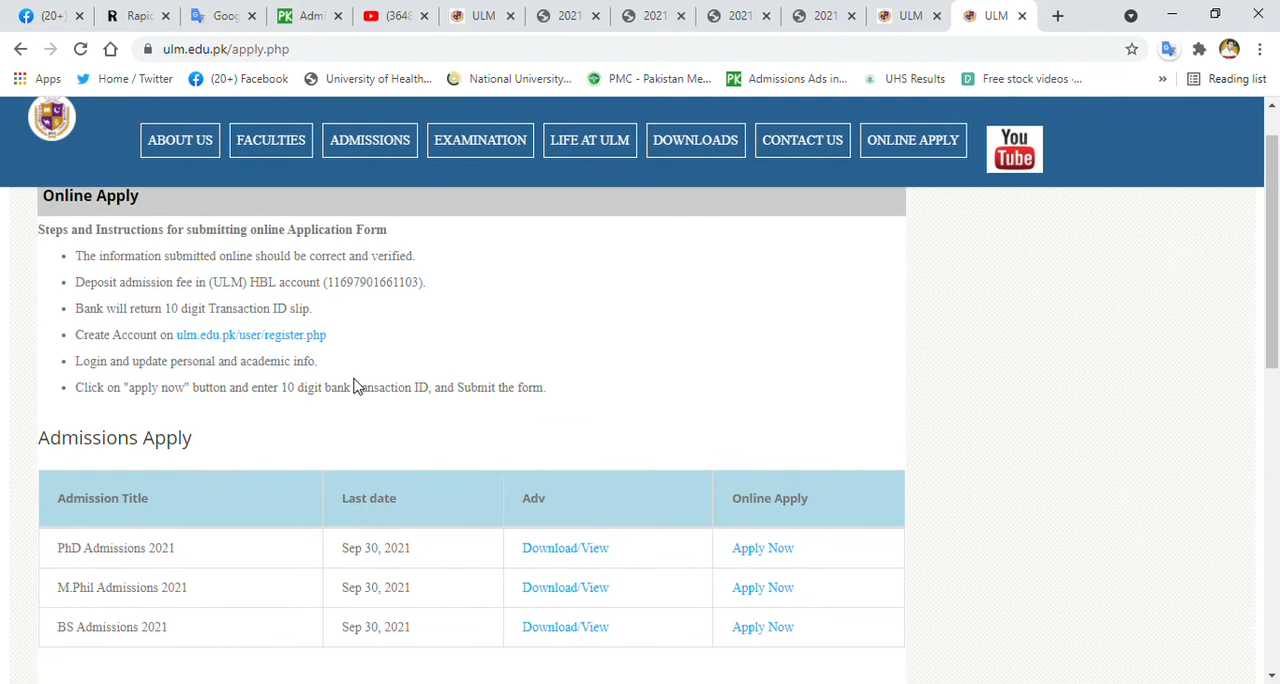 (20+)
Rapic
Goog
PK Admi
(3648
ULM
2021
2021
2021
2021
ULM
ULM
ulm.edu.pk/apply.php
Apps Home / Twitter (20+) Facebook University of Health... National University... PMC - Pakistan Me... PK Admissions Ads in... UHS Results Free stock videos -... » Reading list
ABOUT US FACULTIES ADMISSIONS EXAMINATION LIFE AT ULM DOWNLOADS CONTACT US ONLINE APPLY
You
Tube
Online Apply
Steps and Instructions for submitting online Application Form
• The information submitted online should be correct and verified.
• Deposit admission fee in (ULM) HBL account (11697901661103).
• Bank will return 10 digit Transaction ID slip.
• Create Account on ulm.edu.pk/user/register.php
• Login and update personal and academic info.
• Click on "apply now" button and enter 10 digit bank transaction ID, and Submit the form.
Admissions Apply
Admission Title Last date Adv Online Apply
PhD Admissions 2021 Sep 30, 2021 Download/View Apply Now
M.Phil Admissions 2021 Sep 30, 2021 Download/View Apply Now
BS Admissions 2021 Sep 30, 2021 Download/View Apply Now